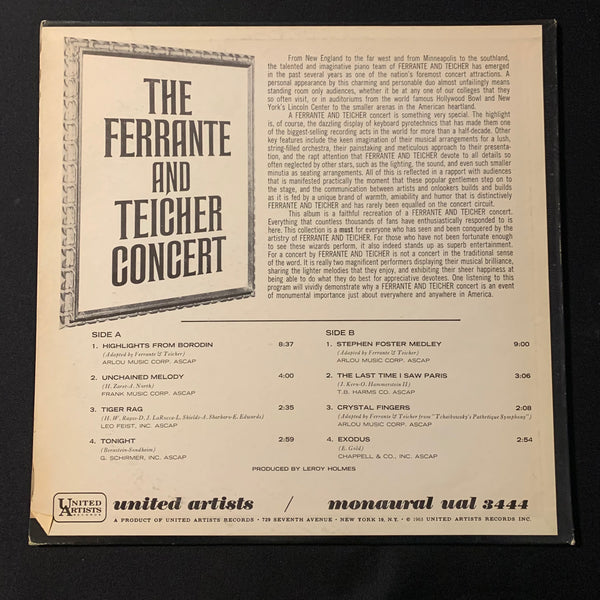 THE
FERRANTE
AND
TEICHER
CONCERT
From New England to the far west and from Minneapolis to the southland,
the talented and imaginative piano team of FERRANTE AND TEICHER has emerged
in the past several years as one of the nation's foremost concert attractions. A
personal appearance by this charming and personable duo almost unfailingly means
standing room only audiences, whether it be at any one of our colleges that they
so often visit, or in auditoriums from the world famous Hollywood Bowl and New
York's Lincoln Center to the smaller arenas in the American heartland.
A FERRANTE AND TEICHER concert is something very special. The highlight
is, of course, the dazzling display of keyboard pyrotechnics that has made them one
of the biggest-selling recording acts in the world for more than a half-decade. Other
key features include the keen imagination of their musical arrangements for a lush,
string-filled orchestra, their painstaking and meticulous approach to their presenta-
tion, and the rapt attention that FERRANTE AND TEICHER devote to all details so
often neglected by other stars, such as the lighting, the sound, and even such smaller
minutia as seating arrangements. All of this is reflected in a rapport with audiences
that is manifested practically the moment that these popular gentlemen step on to
the stage, and the communication between artists and onlookers builds and builds
as it is fed by a unique brand of warmth, amiability and humor that is distinctively
FERRANTE AND TEICHER and has rarely been equalled on the concert circuit.
This album is a faithful recreation of a FERRANTE AND TEICHER concert.
Everything that countless thousands of fans have enthusiastically responded to is
here. This collection is a must for everyone who has seen and been conquered by the
artistry of FERRANTE AND TEICHER. For those who have not been fortunate enough
to see these wizards perform, it also indeed stands up as superb entertainment.
For a concert by FERRANTE AND TEICHER is not a concert in the traditional sense
of the word. It is really two magnificent performers displaying their musical brilliance,
sharing the lighter melodies that they enjoy, and exhibiting their sheer happiness at
being able to do what they do best for appreciative devotees. One listening to this
program will vividly demonstrate why a FERRANTE AND TEICHER concert is an event
of monumental importance just about everywhere and anywhere in America.
SIDE A
1. HIGHLIGHTS FROM BORODIN 8:37
(Adapted by Ferrante & Teicher)
ARLOU MUSIC CORP. ASCAP
2. UNCHAINED MELODY 4:00
(H. Zaret-A. North)
FRANK MUSIC CORP. ASCAP
3. TIGER RAG 2:35
(H. W. Ragas-D. J. LaRocca-L. Shields-A. Sbarbaro-E. Edwards)
LEO FEIST, INC. ASCAP
4. TONIGHT 2:59
(Bernstein-Sondheim)
G. SCHIRMER, INC. ASCAP
SIDE B
1. STEPHEN FOSTER MEDLEY 9:00
(Adapted by Ferrante & Teicher)
ARLOU MUSIC CORP. ASCAP
2. THE LAST TIME I SAW PARIS 3:06
(J. Kern-O. Hammerstein II)
T.B. HARMS CO. ASCAP
3. CRYSTAL FINGERS 2:08
(Adapted by Ferrante & Teicher from "Tchaikowsky's Pathetique Symphony")
ARLOU MUSIC CORP. ASCAP
4. EXODUS 2:54
(E. Gold)
CHAPPELL & CO., INC. ASCAP
PRODUCED BY LEROY HOLMES
UNITED
ARTISTS
RECORDS
united artists / monaural ual 3444
A PRODUCT OF UNITED ARTISTS RECORDS • 729 SEVENTH AVENUE • NEW YORK 19, N.Y. • © 1965 UNITED ARTISTS RECORDS INC.